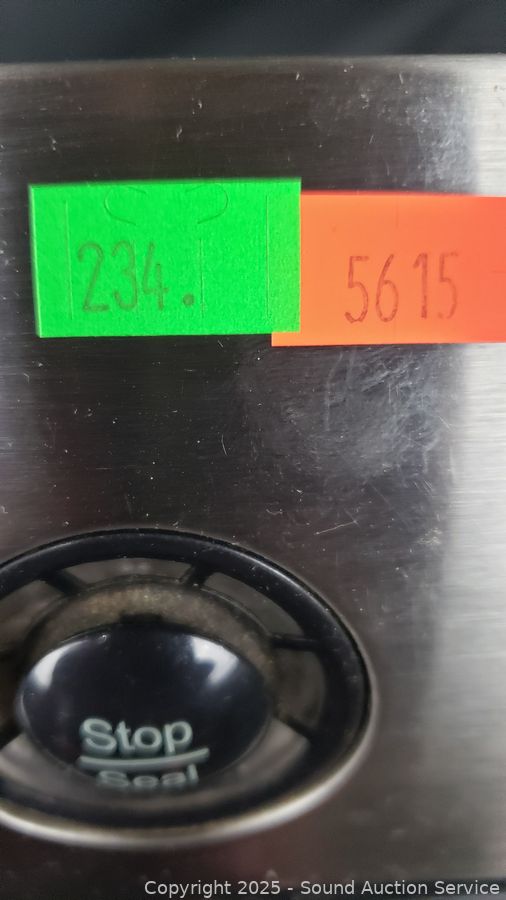 234.
5615
Stop
Seal
Copyright 2025 - Sound Auction Service